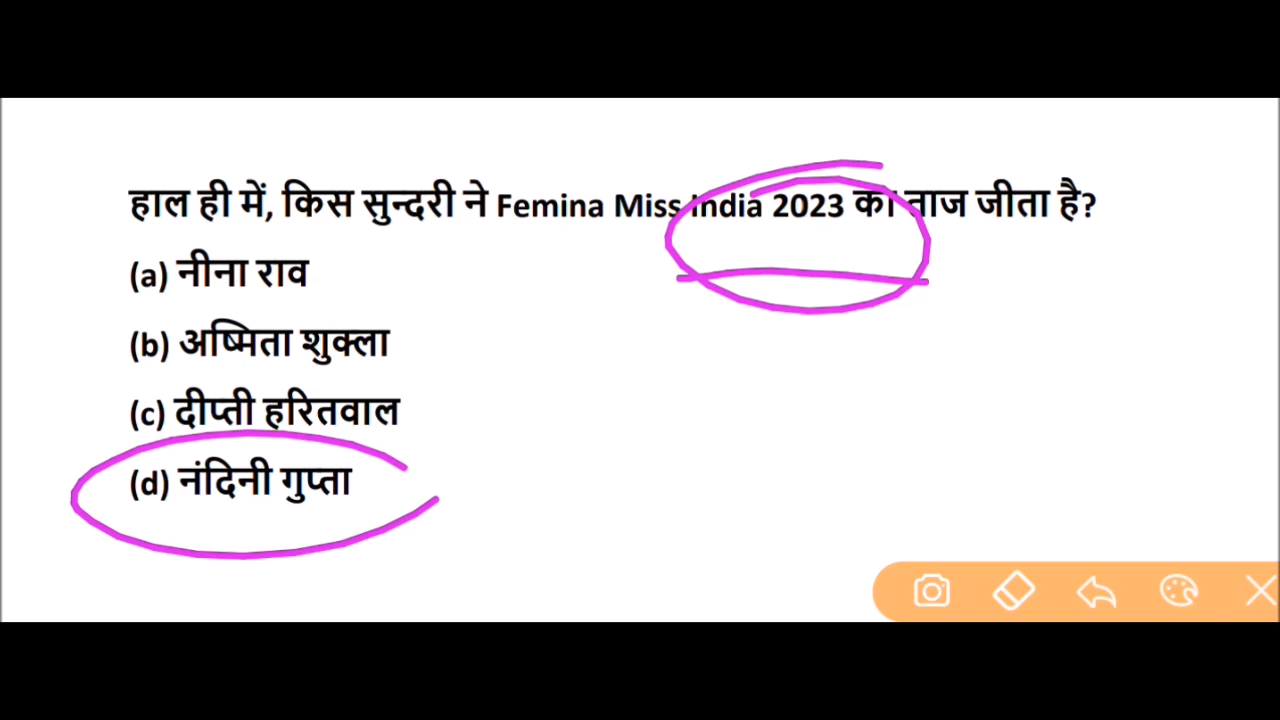 हाल ही में, किस सुन्दरी ने Femina Miss India 2023 का ताज जीता है?
(a) नीना राव
(b) अष्मिता शुक्ला
(c) दीप्ती हरितवाल
(d) नंदिनी गुप्ता